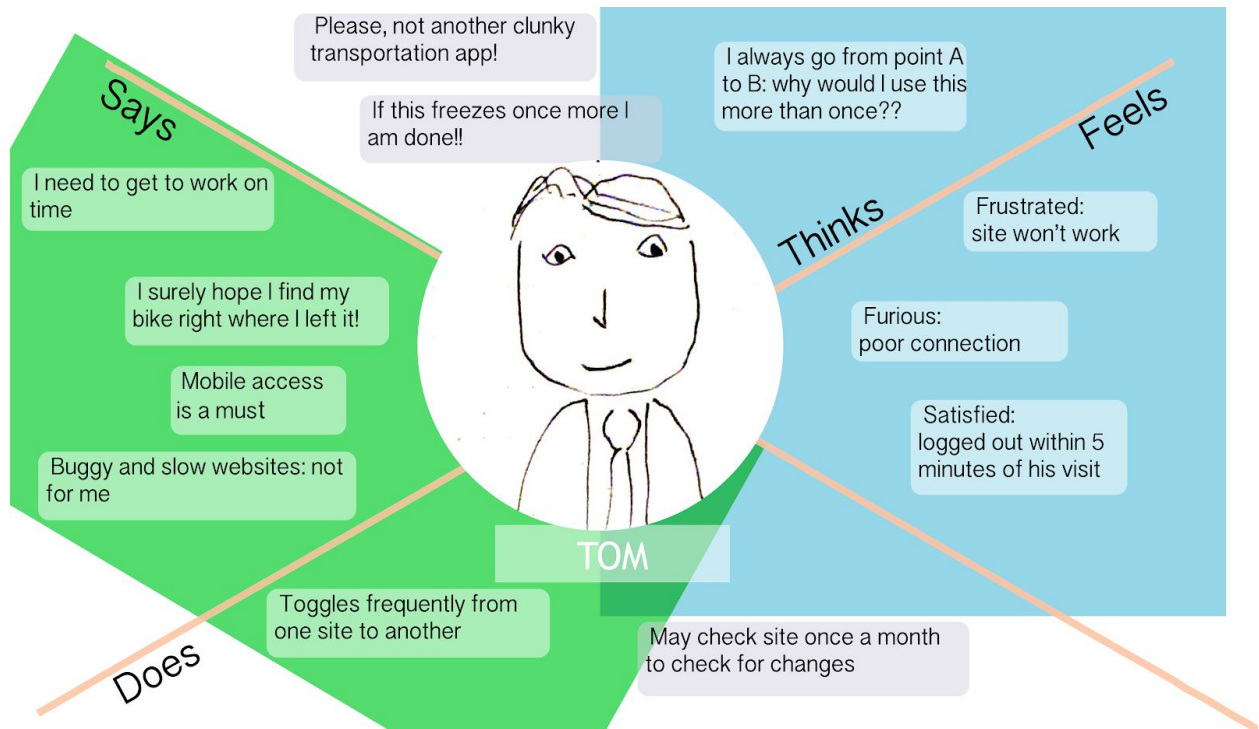 Please, not another clunky
transportation app!
If this freezes once more I
am done!!
I always go from point A
to B: why would I use this
more than once??
Says
Thinks
Feels
I need to get to work on
time
I surely hope I find my
bike right where I left it!
Mobile access
is a must
Buggy and slow websites: not
for me
Frustrated:
site won't work
Furious:
poor connection
Satisfied:
logged out within 5
minutes of his visit
TOM
Does
Toggles frequently from
one site to another
May check site once a month
to check for changes